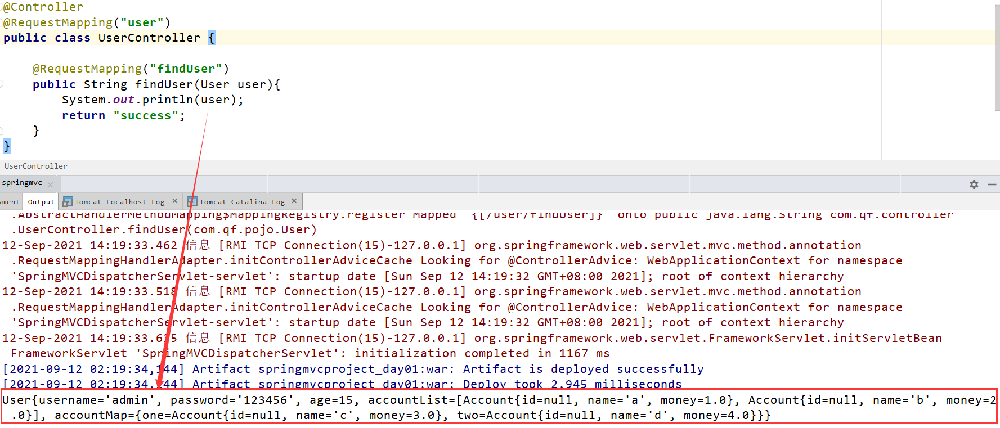 @Controller
@RequestMapping("user")
public class UserController {
@RequestMapping("findUser")
public String findUser(User user){
System.out.println(user);
return "success";
}
}
UserController
springmvc
yment Output Tomcat Localhost Log Tomcat Catalina Log
.AbstractHandlerMethodMapping$MappingRegistry.register Mapped "{[/user/findUser]}" onto public java.lang.String com.qf.controller
.UserController.findUser(com.qf.pojo.User)
12-Sep-2021 14:19:33.462 信息 [RMI TCP Connection(15)-127.0.0.1] org.springframework.web.servlet.mvc.method.annotation
.RequestMappingHandlerAdapter.initControllerAdviceCache Looking for @ControllerAdvice: WebApplicationContext for namespace
'SpringMVCDispatcherServlet-servlet': startup date [Sun Sep 12 14:19:32 GMT+08:00 2021]; root of context hierarchy
12-Sep-2021 14:19:33.518 信息 [RMI TCP Connection(15)-127.0.0.1] org.springframework.web.servlet.mvc.method.annotation
.RequestMappingHandlerAdapter.initControllerAdviceCache Looking for @ControllerAdvice: WebApplicationContext for namespace
'SpringMVCDispatcherServlet-servlet': startup date [Sun Sep 12 14:19:32 GMT+08:00 2021]; root of context hierarchy
12-Sep-2021 14:19:33.635 信息 [RMI TCP Connection(15)-127.0.0.1] org.springframework.web.servlet.FrameworkServlet.initServletBean
FrameworkServlet 'SpringMVCDispatcherServlet': initialization completed in 1167 ms
[2021-09-12 02:19:34,144] Artifact springmvcproject_day01:war: Artifact is deployed successfully
[2021-09-12 02:19:34,144] Artifact springmvcproject_day01:war: Deploy took 2,945 milliseconds
User{username='admin', password='123456', age=15, accountList=[Account{id=null, name='a', money=1.0}, Account{id=null, name='b', money=2
.0}], accountMap={one=Account{id=null, name='c', money=3.0}, two=Account{id=null, name='d', money=4.0}}}